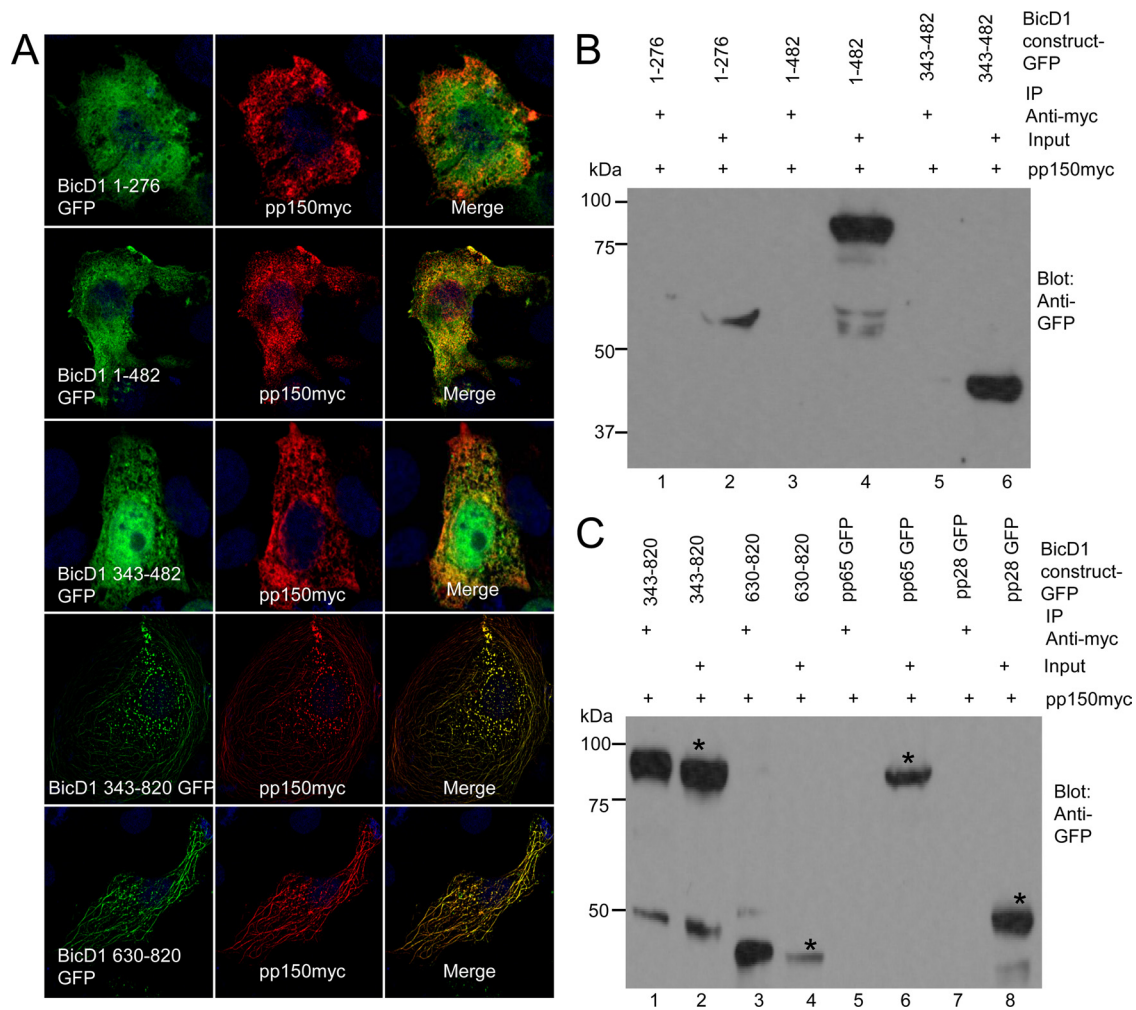 A
BicD1 1-276
GFP
pp150myc
Merge
BicD1 1-482
GFP
pp150myc
Merge
BicD1 343-482
GFP
pp150myc
Merge
BicD1 343-820 GFP
pp150myc
Merge
BicD1 630-820
GFP
pp150myc
Merge
B
1-276
1-276
1-482
1-482
343-482
343-482
BicD1
construct-
GFP
IP
+ + + Anti-myc
+ + + Input
kDa + + + + + + pp150myc
100
75
50
37
Blot:
Anti-
GFP
1 2 3 4 5 6
C
343-820
343-820
630-820
630-820
pp65 GFP
pp65 GFP
pp28 GFP
pp28 GFP
BicD1
construct-
GFP
IP
+ + + + Anti-myc
+ + + + Input
+ + + + + + + + pp150myc
kDa
100
75
50
* * * *
Blot:
Anti-
GFP
1 2 3 4 5 6 7 8